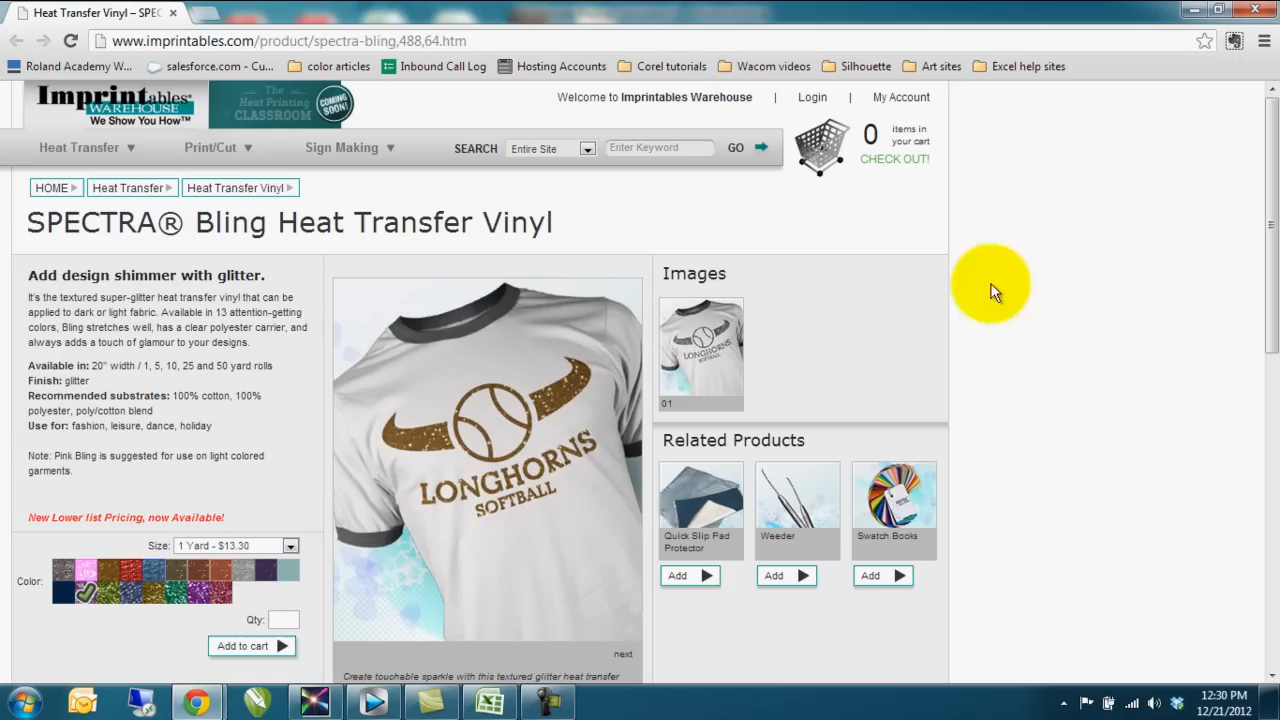 Heat Transfer Vinyl – SPEC
www.imprintables.com/product/spectra-bling,488,64.htm
Roland Academy W... salesforce.com - Cu... color articles Inbound Call Log Hosting Accounts Corel tutorials Wacom videos Silhouette Art sites Excel help sites
Imprintables
WAREHOUSE
We Show You How™
The
Heat Printing
CLASSROOM
COMING
SOON!
Welcome to Imprintables Warehouse | Login | My Account
Heat Transfer Print/Cut Sign Making
SEARCH Entire Site Enter Keyword GO
0 items in
your cart
CHECK OUT!
HOME Heat Transfer Heat Transfer Vinyl
SPECTRA® Bling Heat Transfer Vinyl
Add design shimmer with glitter.
It's the textured super-glitter heat transfer vinyl that can be
applied to dark or light fabric. Available in 13 attention-getting
colors, Bling stretches well, has a clear polyester carrier, and
always adds a touch of glamour to your designs.
Available in: 20" width / 1, 5, 10, 25 and 50 yard rolls
Finish: glitter
Recommended substrates: 100% cotton, 100%
polyester, poly/cotton blend
Use for: fashion, leisure, dance, holiday
Note: Pink Bling is suggested for use on light colored
garments.
New Lower list Pricing, now Available!
Size: 1 Yard - $13.30
Color:
Qty:
Add to cart
LONGHORNS
SOFTBALL
next
Create touchable sparkle with this textured glitter heat transfer
Images
LONGHORNS
SOFTBALL
01
Related Products
Quick Slip Pad
Protector
Weeder
Swatch Books
Add Add Add
12:30 PM
12/21/2012